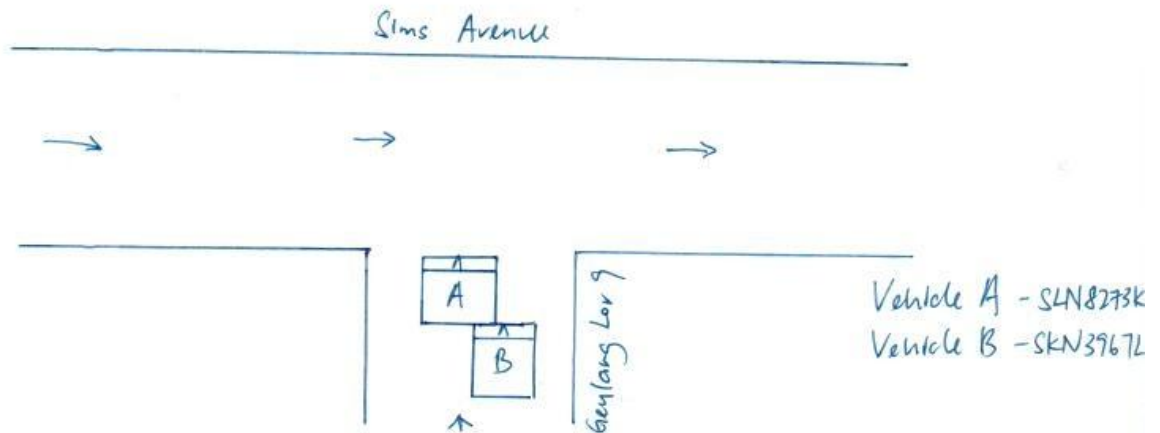 Sims Avenue
A
B
Geylang Lor 9
Vehicle A - SLN8273K
Vehicle B - SKN3967L